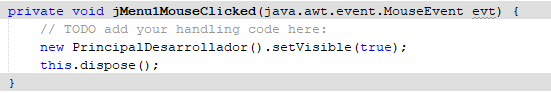 private void jMenu1MouseClicked(java.awt.event.MouseEvent evt) {
// TODO add your handling code here:
new PrincipalDesarrollador().setVisible(true);
this.dispose();
}